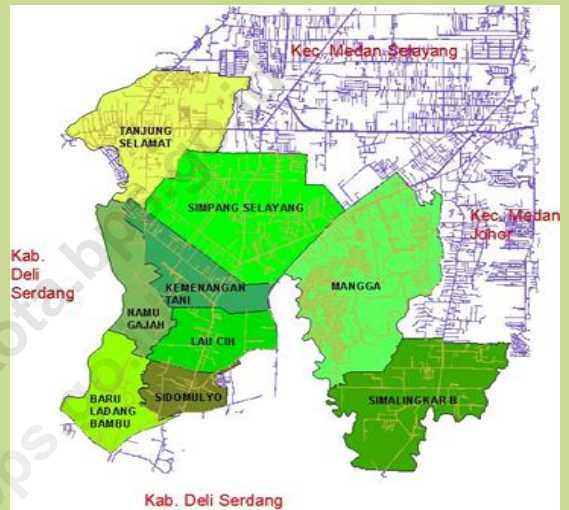 Kec. Medan Selayang
TANJUNG
SELAMAT
SIMPANG SELAYANG
Kec. Medan
Johor
Kab.
Deli
Serdang
KEMENANGAN
TANI
MANGGA
NAMU
GAJAH
LAU CIH
BARU
LADANG
BAMBU
SIDOMULYO
SIMALINGKAR B
Kab. Deli Serdang